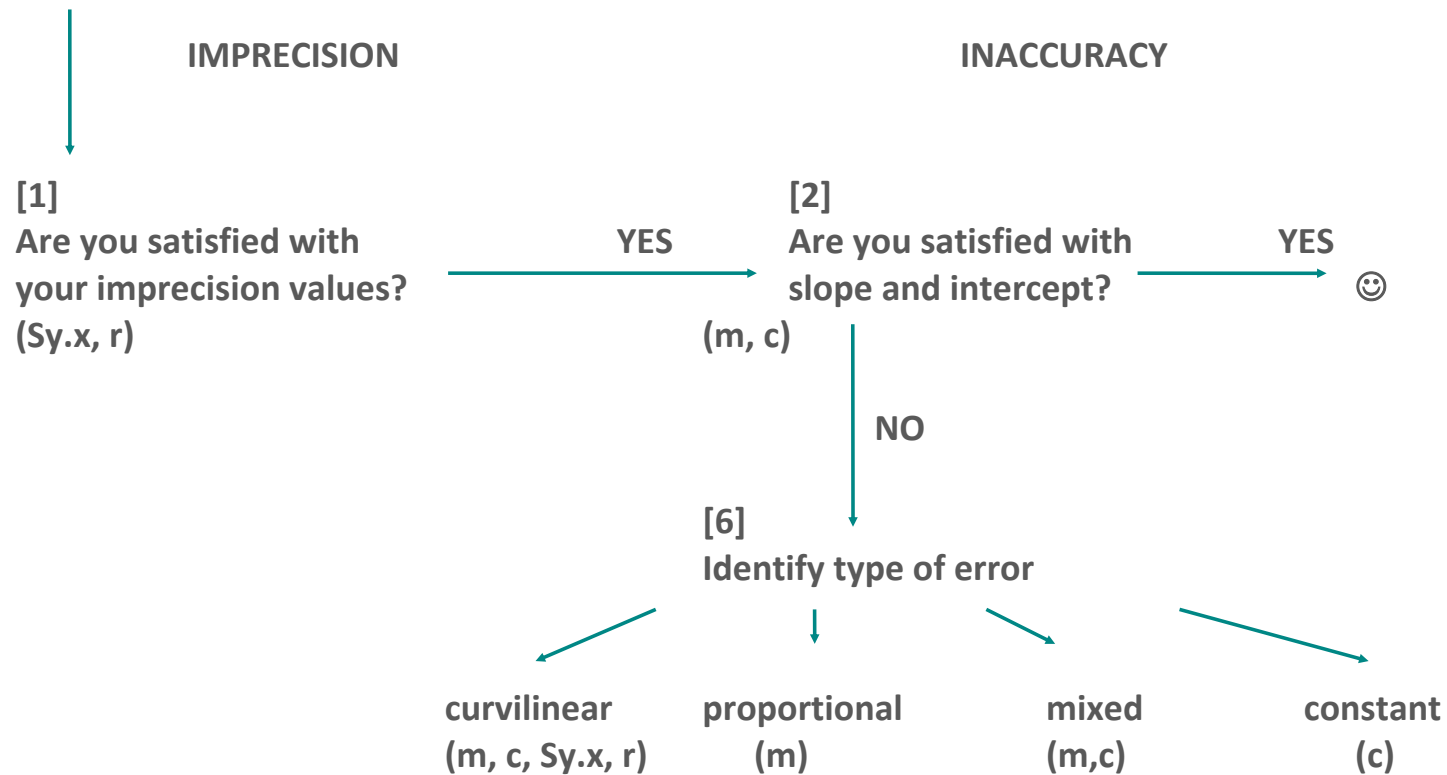 IMPRECISION
INACCURACY
[1]
Are you satisfied with
your imprecision values?
(Sy.x, r)
YES
[2]
Are you satisfied with
slope and intercept?
(m, c)
YES
☺
NO
[6]
Identify type of error
curvilinear
(m, c, Sy.x, r)
proportional
(m)
mixed
(m,c)
constant
(c)